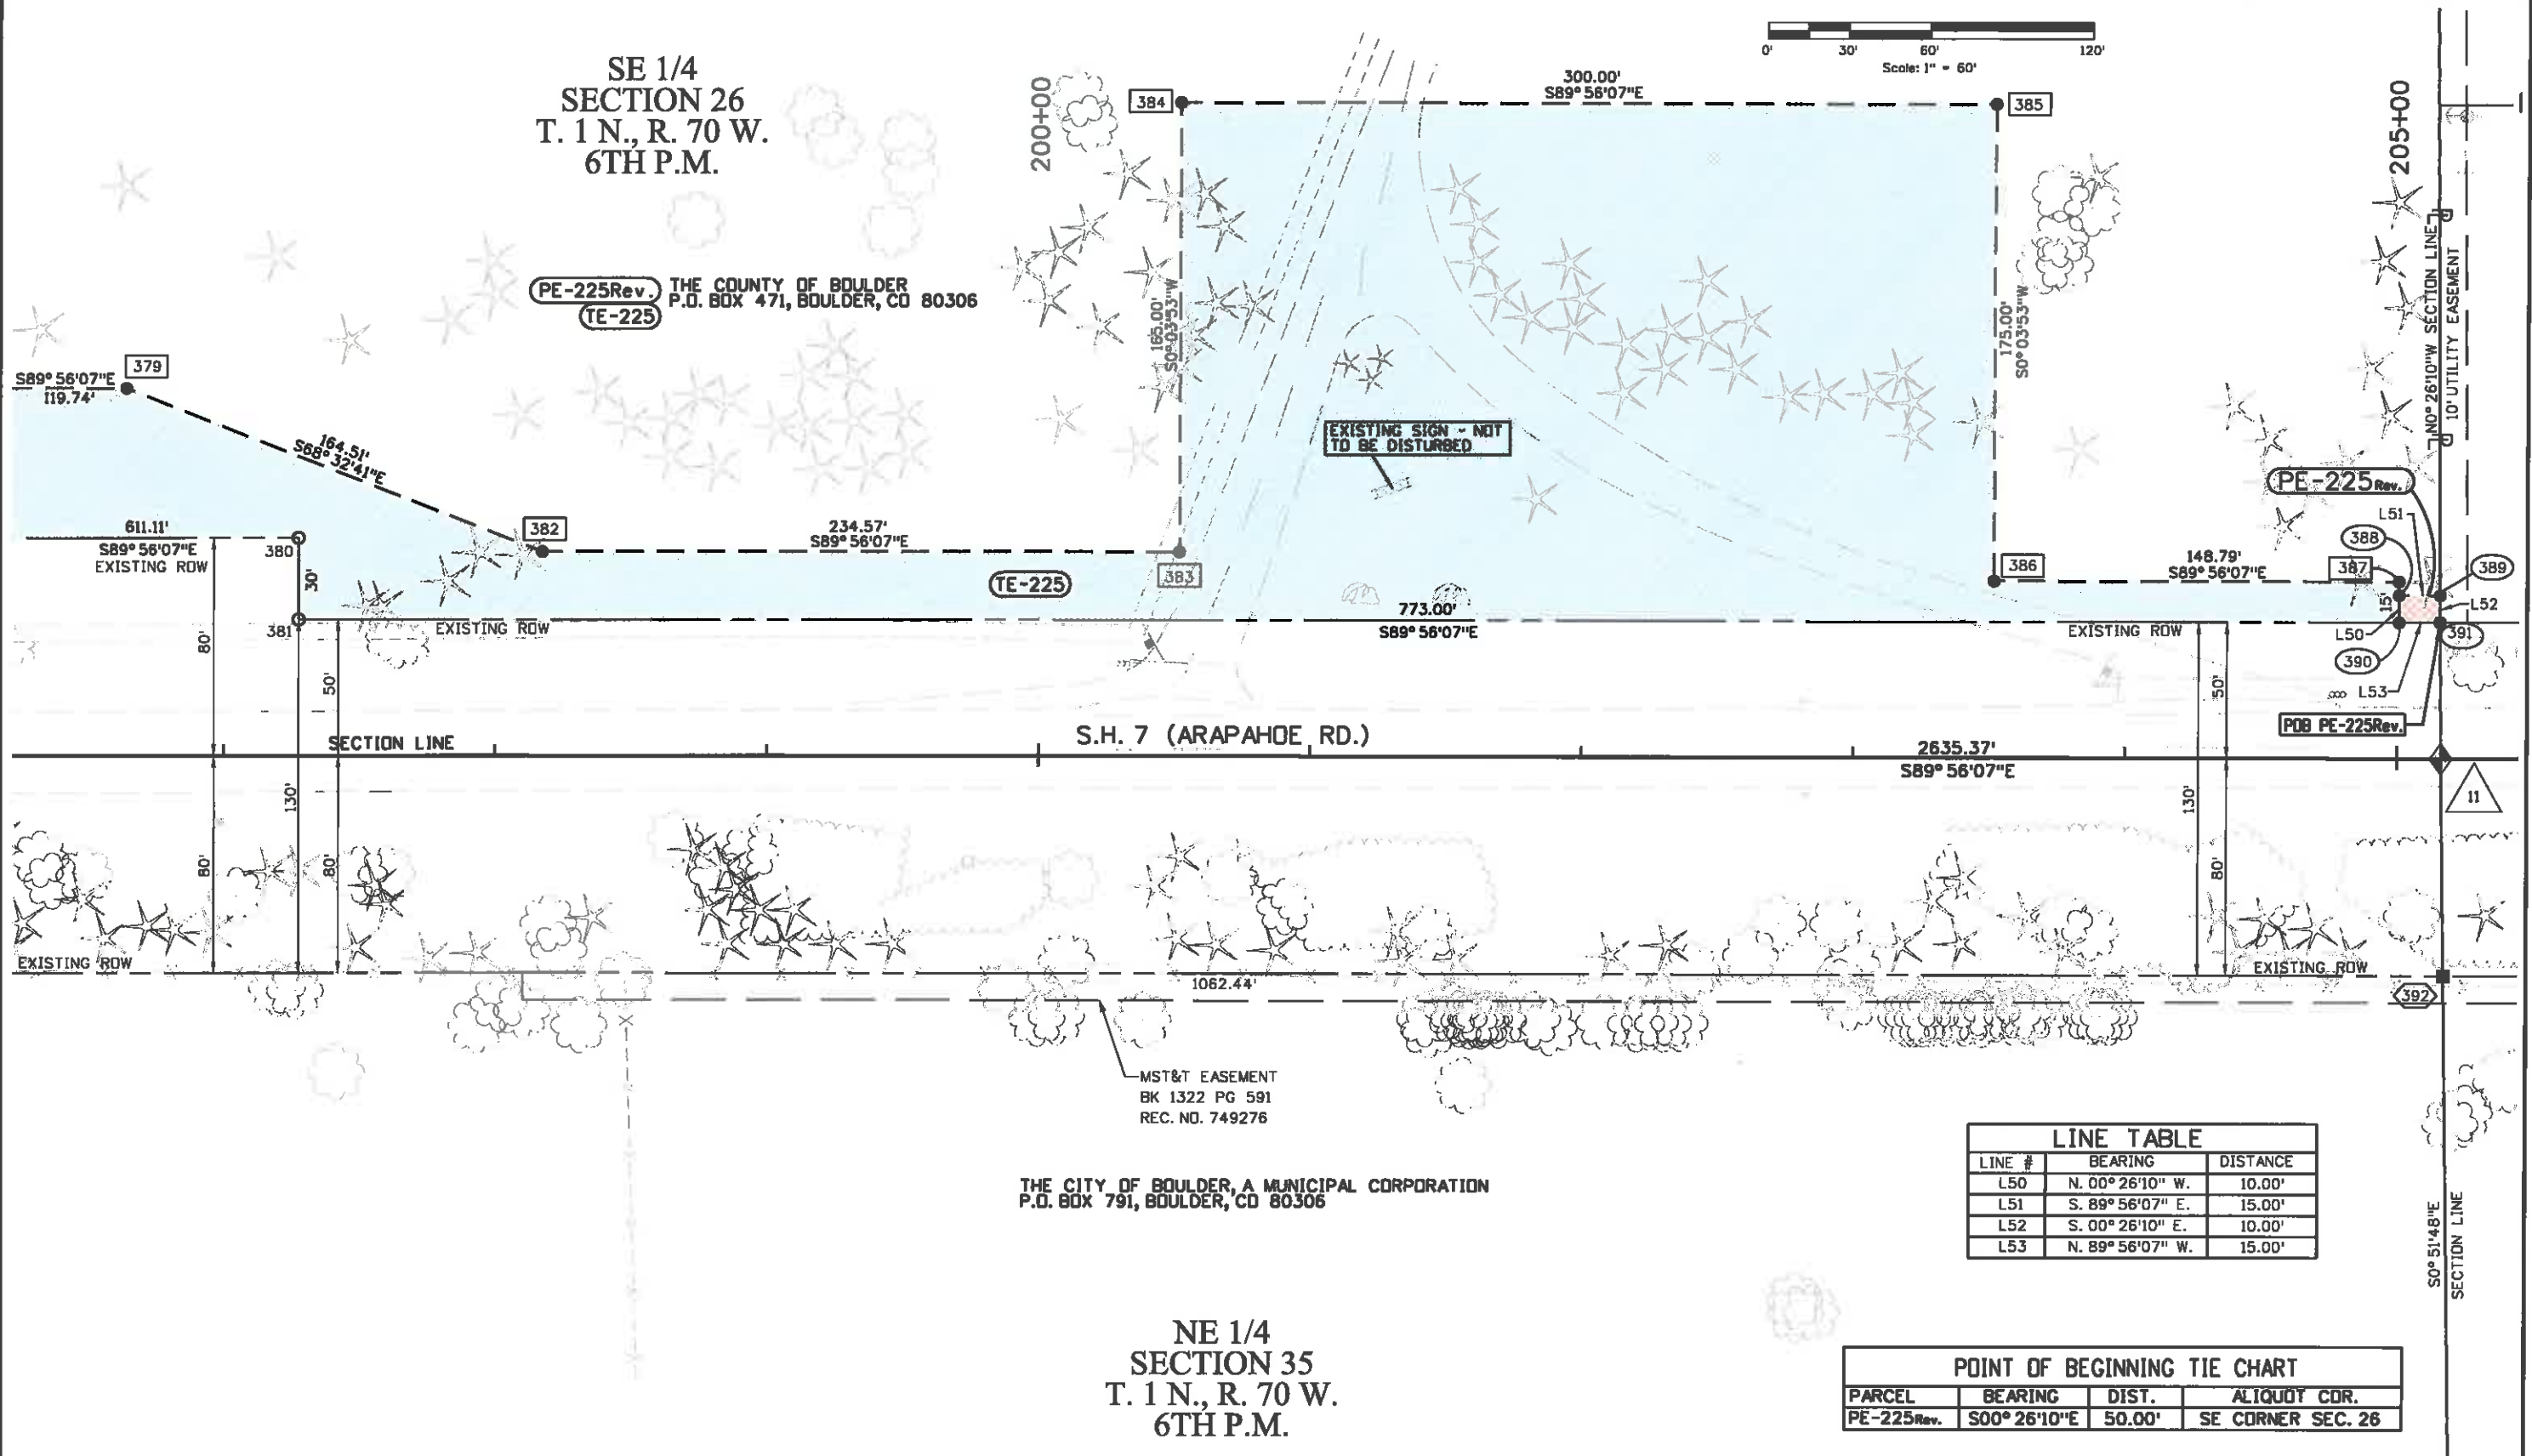 SE 1/4
SECTION 26
T. 1 N., R. 70 W.
6TH P.M.
0' 30' 60' 120'
Scale: 1" = 60'
200+00
205+00
384
300.00'
S89° 56'07"E
385
PE-225Rev.
TE-225
THE COUNTY OF BOULDER
P.O. BOX 471, BOULDER, CO 80306
165.00'
S0° 03'53"W
175.00'
S0° 03'53"W
N0° 26'10"W SECTION LINE
10' UTILITY EASEMENT
S89° 56'07"E
119.74'
379
164.51'
S68° 32'41"E
EXISTING SIGN - NOT
TO BE DISTURBED
PE-225Rev.
L51
611.11'
S89° 56'07"E
EXISTING ROW
380
382
234.57'
S89° 56'07"E
383
386
148.79'
S89° 56'07"E
387
388
389
30'
TE-225
15'
L52
381
EXISTING ROW
773.00'
S89° 56'07"E
EXISTING ROW
L50
391
390
L53
80'
50'
50'
POB PE-225Rev.
SECTION LINE
S.H. 7 (ARAPAHOE RD.)
2635.37'
S89° 56'07"E
11
130'
130'
80'
80'
80'
EXISTING ROW
EXISTING ROW
1062.44'
392
MST&T EASEMENT
BK 1322 PG 591
REC. NO. 749276
THE CITY OF BOULDER, A MUNICIPAL CORPORATION
P.O. BOX 791, BOULDER, CO 80306
LINE TABLE
LINE # BEARING DISTANCE
L50 N. 00° 26'10" W. 10.00'
L51 S. 89° 56'07" E. 15.00'
L52 S. 00° 26'10" E. 10.00'
L53 N. 89° 56'07" W. 15.00'
S0° 51'48"E
SECTION LINE
NE 1/4
SECTION 35
T. 1 N., R. 70 W.
6TH P.M.
POINT OF BEGINNING TIE CHART
PARCEL BEARING DIST. ALIQUOT COR.
PE-225Rev. S00° 26'10"E 50.00' SE CORNER SEC. 26